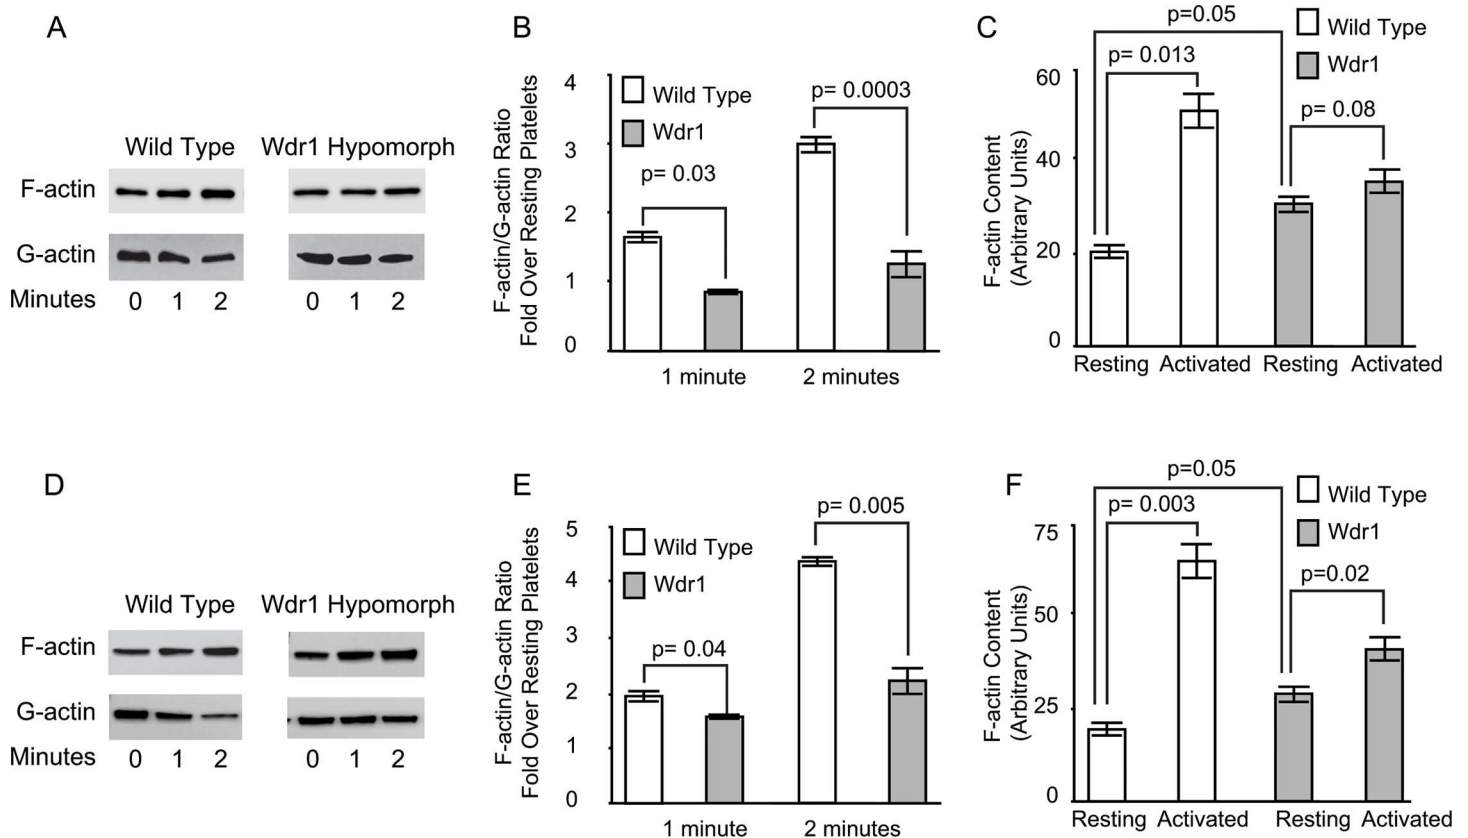 A
Wild Type Wdr1 Hypomorph
F-actin
G-actin
Minutes 0 1 2 0 1 2
B
F-actin/G-actin Ratio
Fold Over Resting Platelets
4
3
2
1
0
Wild Type
Wdr1
p= 0.03
p= 0.0003
1 minute 2 minutes
C
p=0.05
p= 0.013
p= 0.08
Wild Type
Wdr1
F-actin Content
(Arbitrary Units)
60
40
20
0
Resting Activated Resting Activated
D
Wild Type Wdr1 Hypomorph
F-actin
G-actin
Minutes 0 1 2 0 1 2
E
F-actin/G-actin Ratio
Fold Over Resting Platelets
5
4
3
2
1
0
Wild Type
Wdr1
p= 0.04
p= 0.005
1 minute 2 minutes
F
p=0.05
p= 0.003
p=0.02
Wild Type
Wdr1
F-actin Content
(Arbitrary Units)
75
50
25
0
Resting Activated Resting Activated